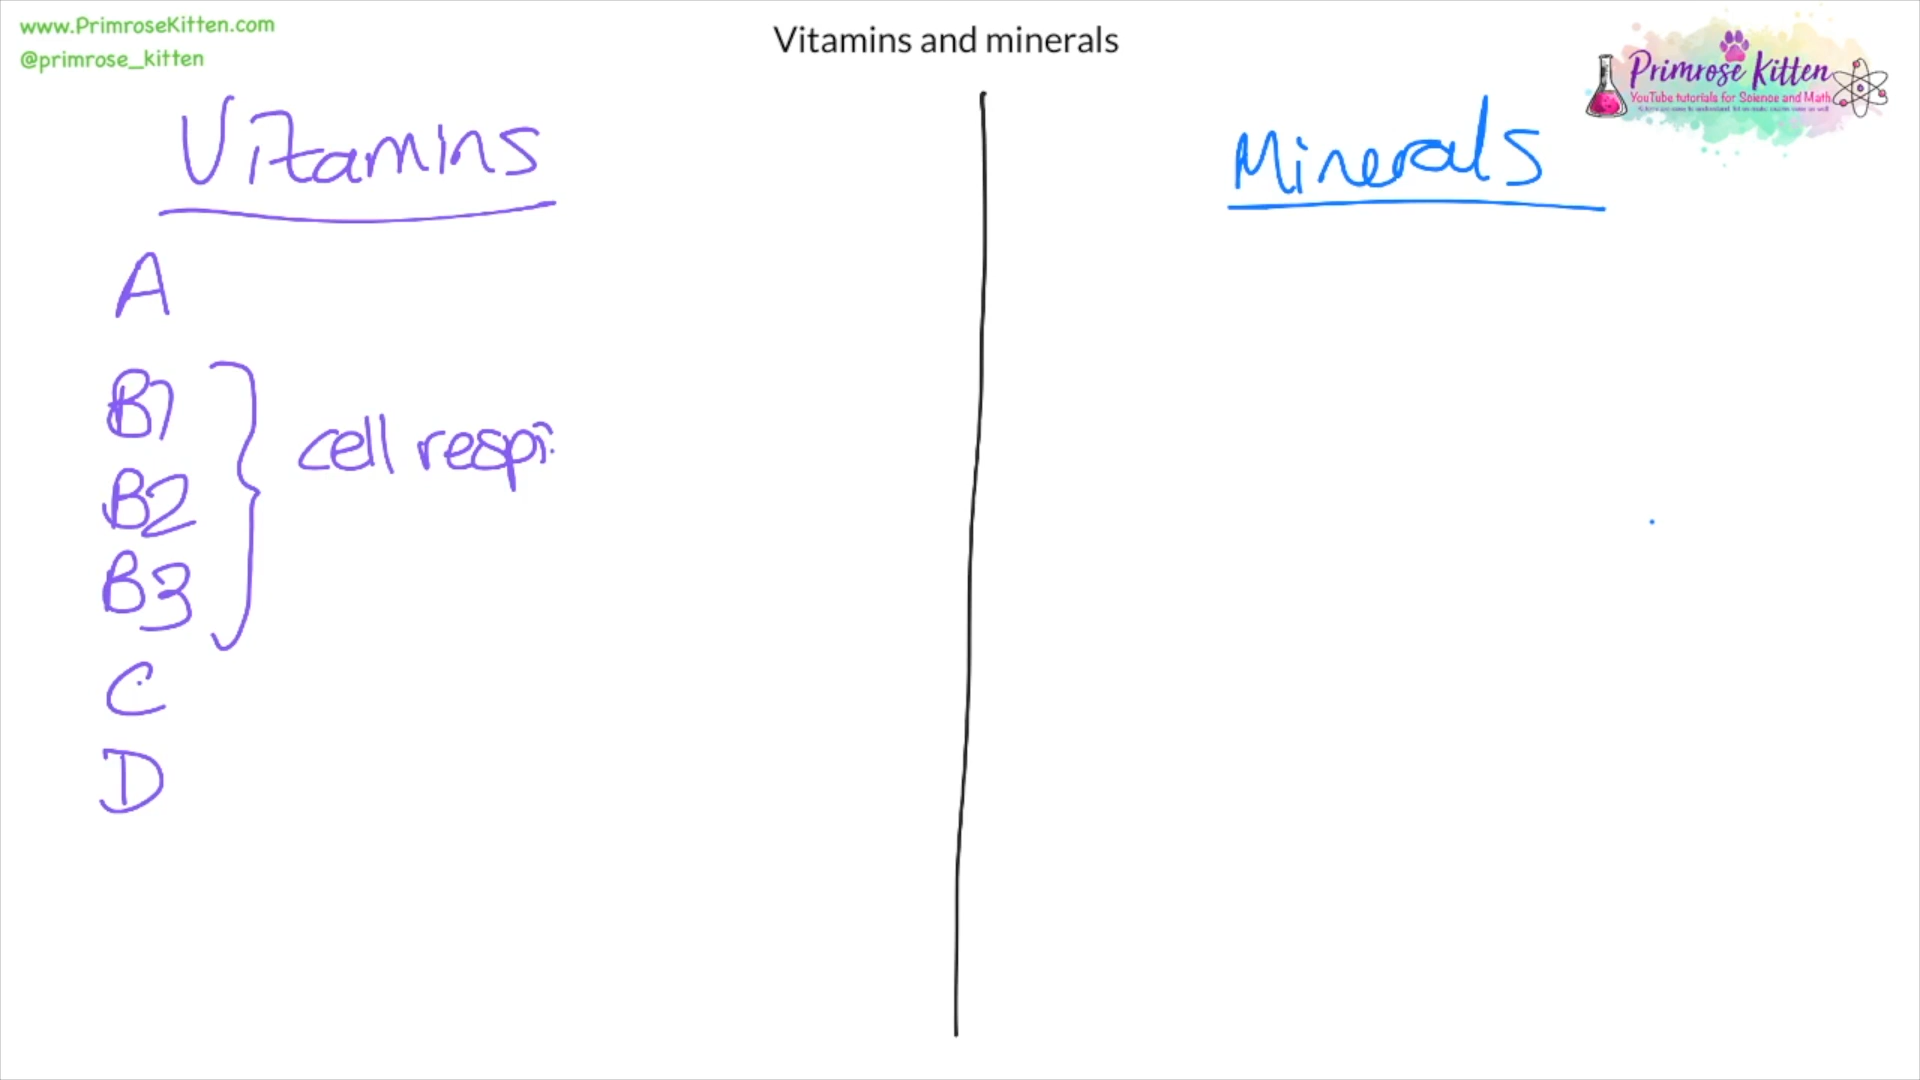 www.PrimroseKitten.com
@primrose_kitten
Vitamins and minerals
Primrose Kitten
YouTube tutorials for Science and Math
Vitamins
A
B1
B2
B3
cell respi
C
D
Minerals